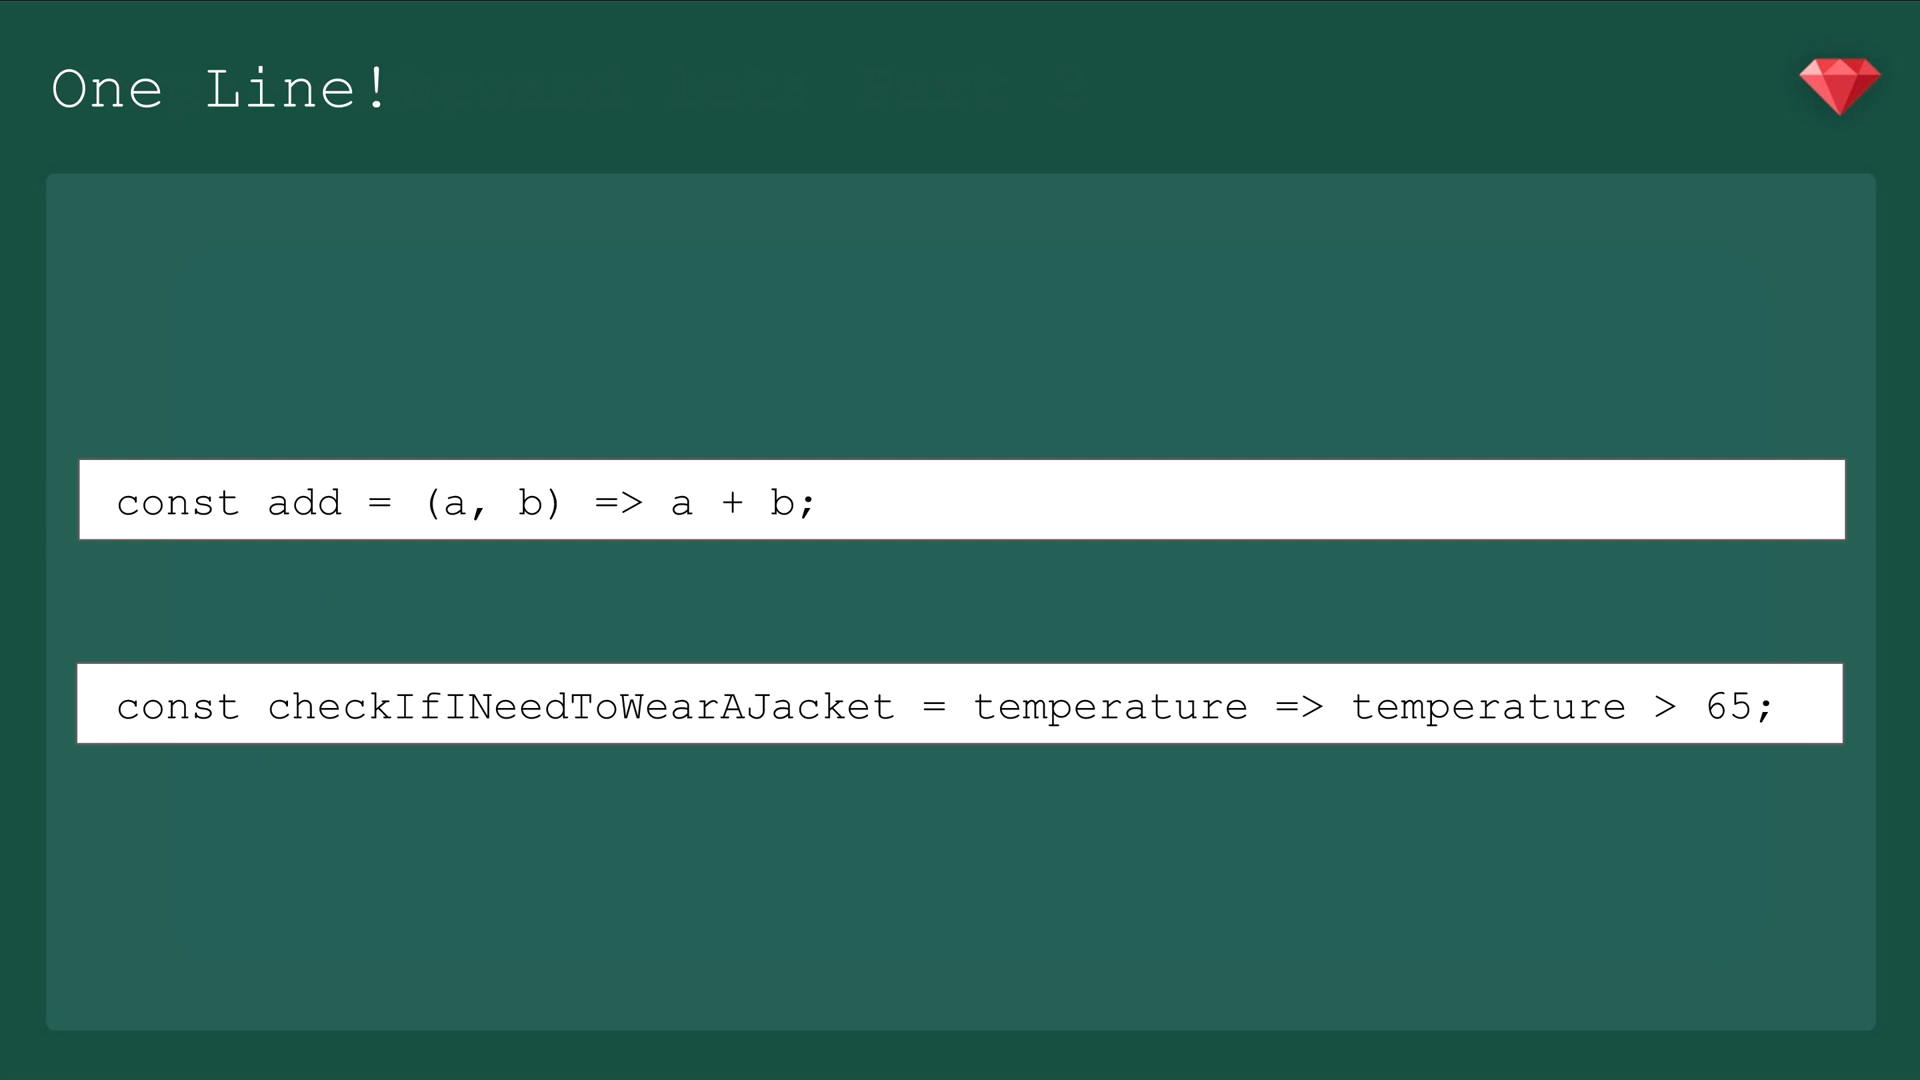 One Line!
const add = (a, b) => a + b;
const checkIfINeedToWearAJacket = temperature => temperature > 65;